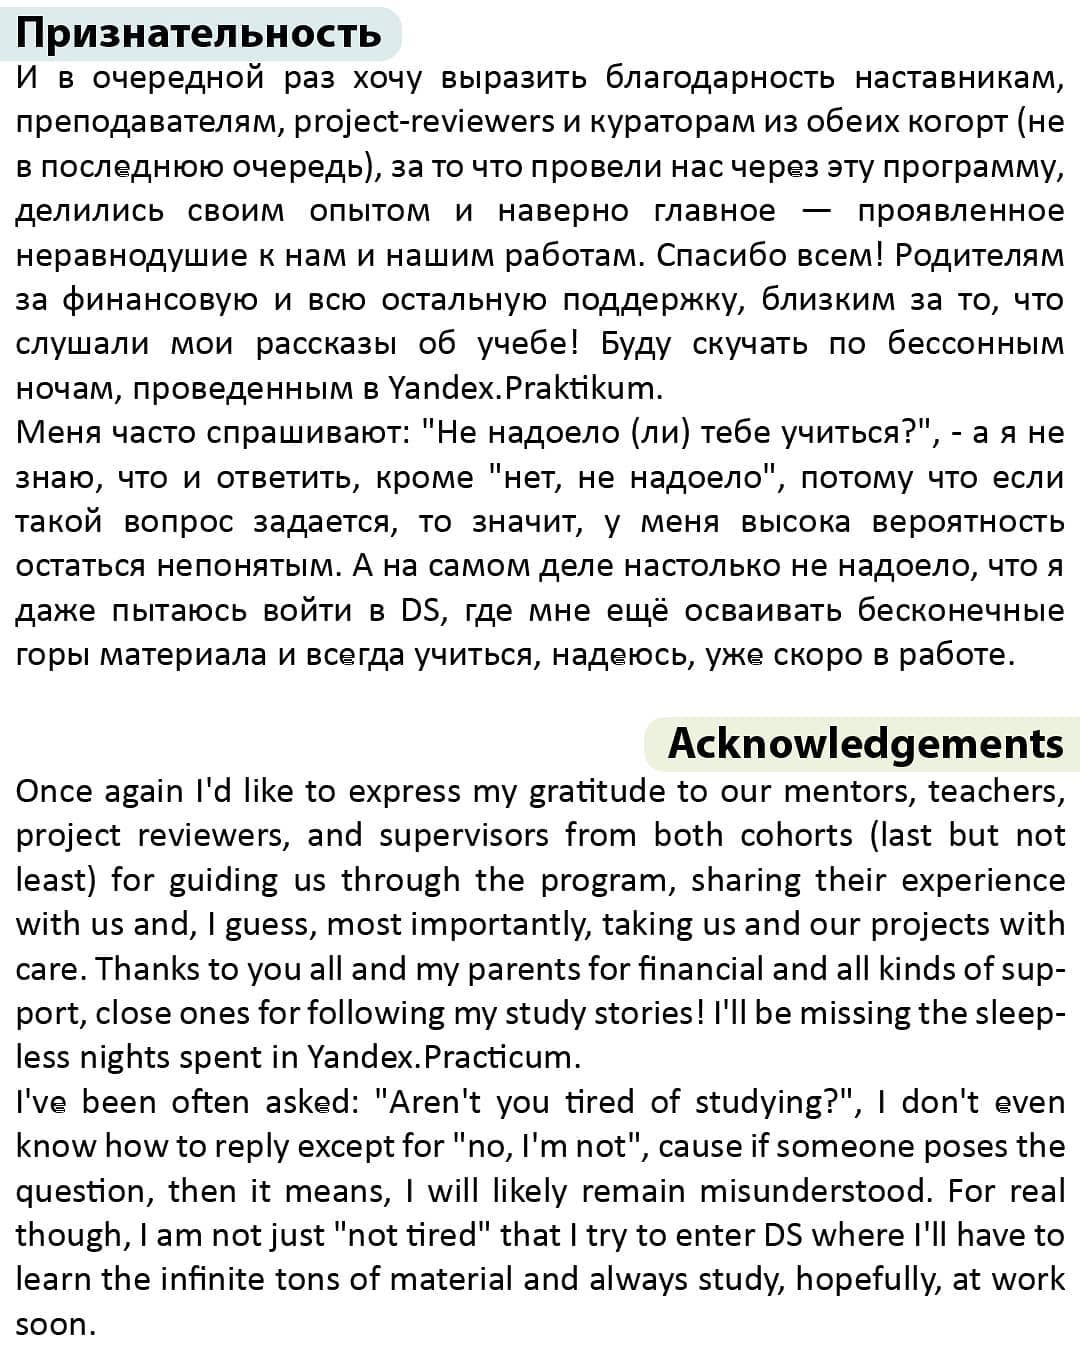 Признательность
И в очередной раз хочу выразить благодарность наставникам,
преподавателям, project-reviewers и кураторам из обеих когорт (не
в последнюю очередь), за то что провели нас через эту программу,
делились своим опытом и наверно главное — проявленное
неравнодушие к нам и нашим работам. Спасибо всем! Родителям
за финансовую и всю остальную поддержку, близким за то, что
слушали мои рассказы об учебе! Буду скучать по бессонным
ночам, проведенным в Yandex.Praktikum.
Меня часто спрашивают: "Не надоело (ли) тебе учиться?", - а я не
знаю, что и ответить, кроме "нет, не надоело", потому что если
такой вопрос задается, то значит, у меня высока вероятность
остаться непонятым. А на самом деле настолько не надоело, что я
даже пытаюсь войти в DS, где мне ещё осваивать бесконечные
горы материала и всегда учиться, надеюсь, уже скоро в работе.
Acknowledgements
Once again I'd like to express my gratitude to our mentors, teachers,
project reviewers, and supervisors from both cohorts (last but not
least) for guiding us through the program, sharing their experience
with us and, I guess, most importantly, taking us and our projects with
care. Thanks to you all and my parents for financial and all kinds of sup-
port, close ones for following my study stories! I'll be missing the sleep-
less nights spent in Yandex.Practicum.
I've been often asked: "Aren't you tired of studying?", I don't even
know how to reply except for "no, I'm not", cause if someone poses the
question, then it means, I will likely remain misunderstood. For real
though, I am not just "not tired" that I try to enter DS where I'll have to
learn the infinite tons of material and always study, hopefully, at work
soon.